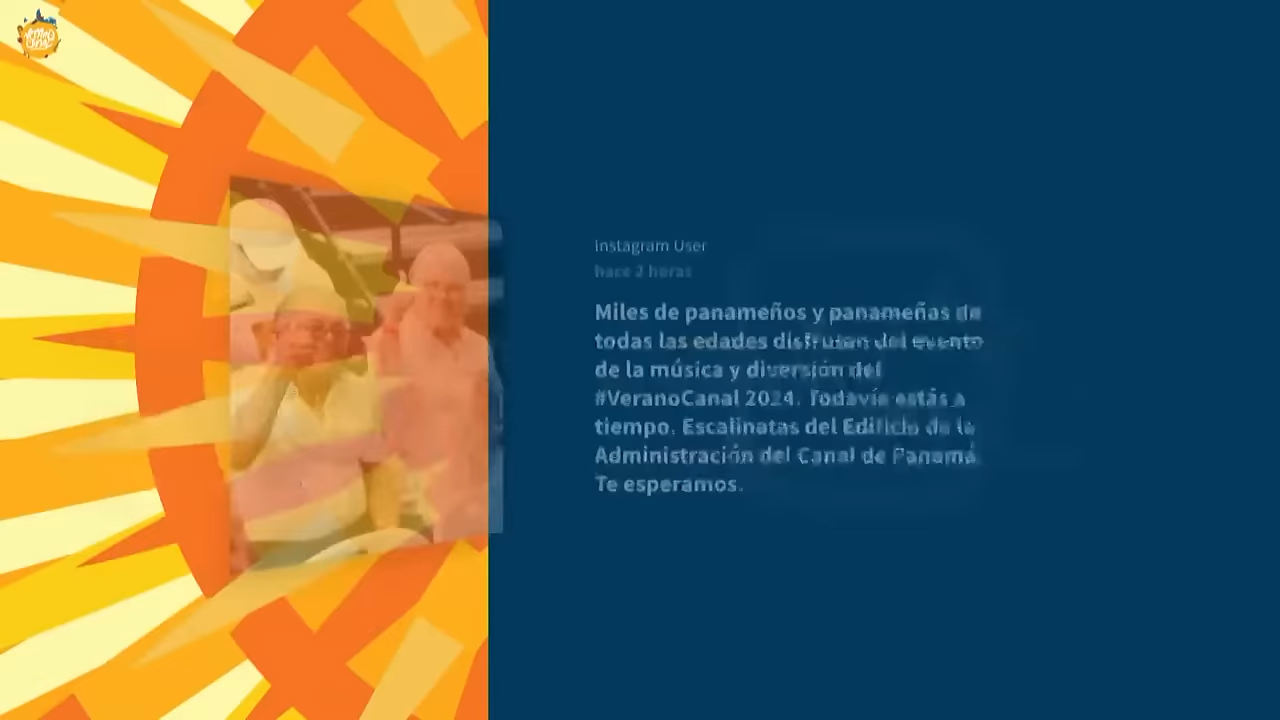 Instagram User
hace 2 horas
Miles de panameños y panameñas de
todas las edades disfrutan del evento
de la música y diversión del
#VeranoCanal 2024. Todavía estás a
tiempo. Escalinatas del Edificio de la
Administración del Canal de Panamá.
Te esperamos.